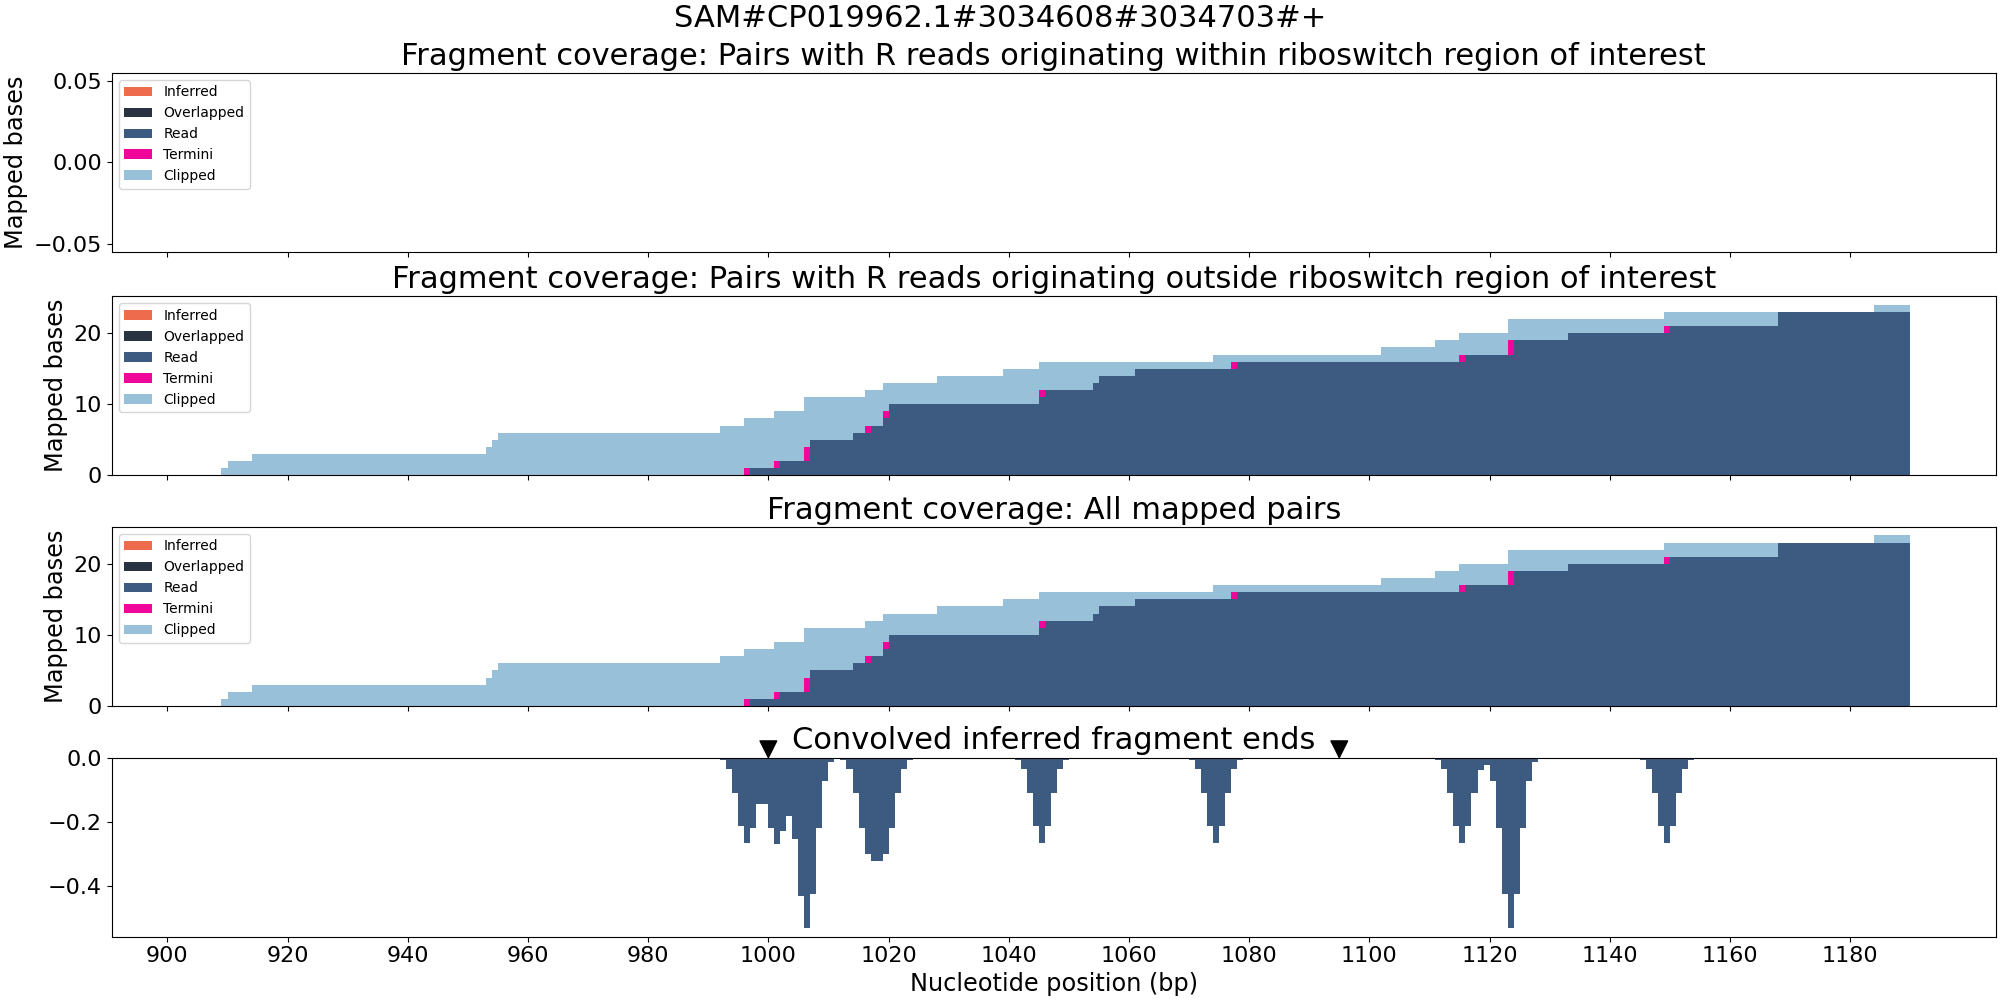 SAM#CP019962.1#3034608#3034703#+
Fragment coverage: Pairs with R reads originating within riboswitch region of interest
Mapped bases
0.05
0.00
−0.05
Inferred
Overlapped
Read
Termini
Clipped
Fragment coverage: Pairs with R reads originating outside riboswitch region of interest
Mapped bases
20
10
0
Inferred
Overlapped
Read
Termini
Clipped
Fragment coverage: All mapped pairs
Mapped bases
20
10
0
Inferred
Overlapped
Read
Termini
Clipped
Convolved inferred fragment ends
0.0
−0.2
−0.4
900 920 940 960 980 1000 1020 1040 1060 1080 1100 1120 1140 1160 1180
Nucleotide position (bp)